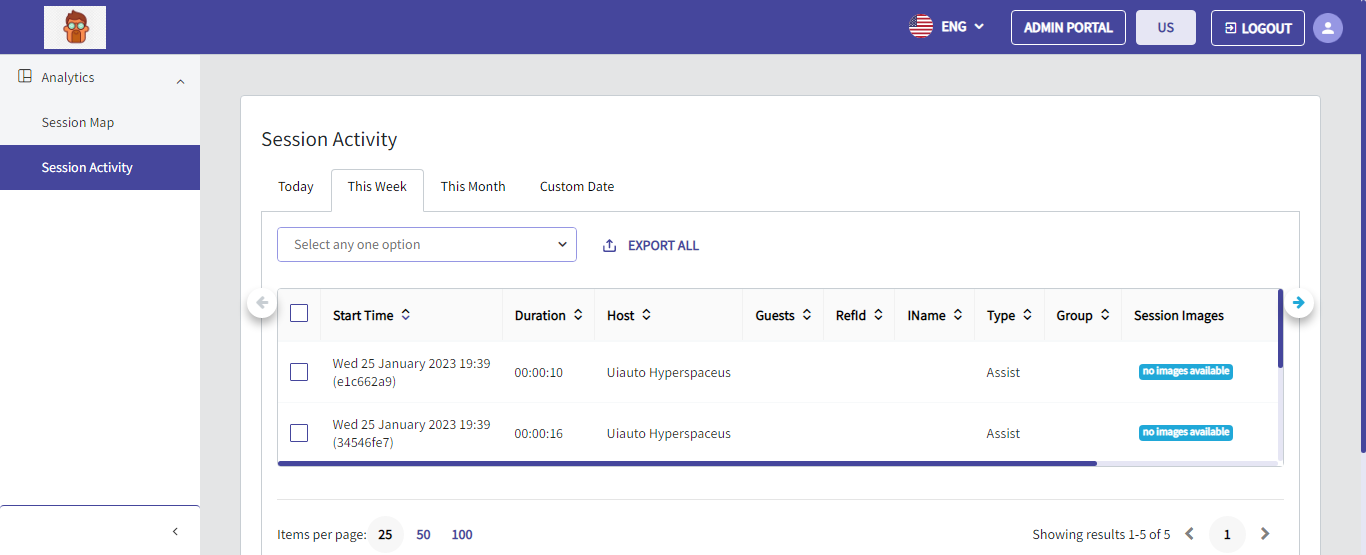 ENG
ADMIN PORTAL
US
LOGOUT
Analytics
Session Map
Session Activity
Session Activity
Today
This Week
This Month
Custom Date
Select any one option
EXPORT ALL
Start Time
Duration
Host
Guests
RefId
IName
Type
Group
Session Images
Wed 25 January 2023 19:39
(e1c662a9)
00:00:10
Uiauto Hyperspaceus
Assist
no images available
Wed 25 January 2023 19:39
(34546fe7)
00:00:16
Uiauto Hyperspaceus
Assist
no images available
Items per page:
25
50
100
Showing results 1-5 of 5
1